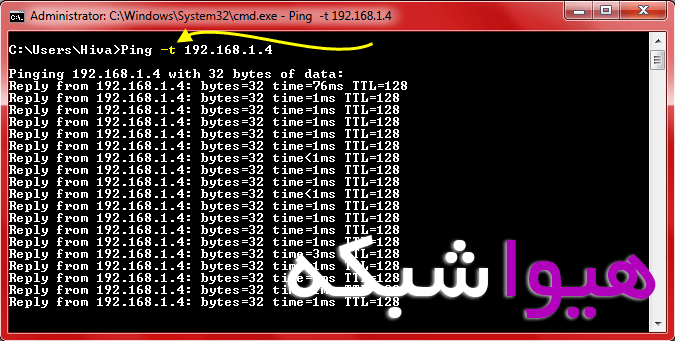 Administrator: C:\Windows\System32\cmd.exe - Ping  -t 192.168.1.4
C:\Users\Hiva>Ping -t 192.168.1.4
Pinging 192.168.1.4 with 32 bytes of data:
Reply from 192.168.1.4: bytes=32 time=76ms TTL=128
Reply from 192.168.1.4: bytes=32 time=1ms TTL=128
Reply from 192.168.1.4: bytes=32 time=1ms TTL=128
Reply from 192.168.1.4: bytes=32 time=1ms TTL=128
Reply from 192.168.1.4: bytes=32 time=1ms TTL=128
Reply from 192.168.1.4: bytes=32 time=1ms TTL=128
Reply from 192.168.1.4: bytes=32 time<1ms TTL=128
Reply from 192.168.1.4: bytes=32 time=1ms TTL=128
Reply from 192.168.1.4: bytes=32 time=1ms TTL=128
Reply from 192.168.1.4: bytes=32 time<1ms TTL=128
Reply from 192.168.1.4: bytes=32 time=1ms TTL=128
Reply from 192.168.1.4: bytes=32 time=1ms TTL=128
Reply from 192.168.1.4: bytes=32 time=1ms TTL=128
Reply from 192.168.1.4: bytes=32 time=1ms TTL=128
Reply from 192.168.1.4: bytes=32 time=3ms TTL=128
Reply from 192.168.1.4: bytes=32 TTL=128
Reply from 192.168.1.4: bytes=32 TTL=128
Reply from 192.168.1.4: bytes=32 TTL=128
Reply from 192.168.1.4: bytes=32 time=1ms TTL=128
هیوا شبکه